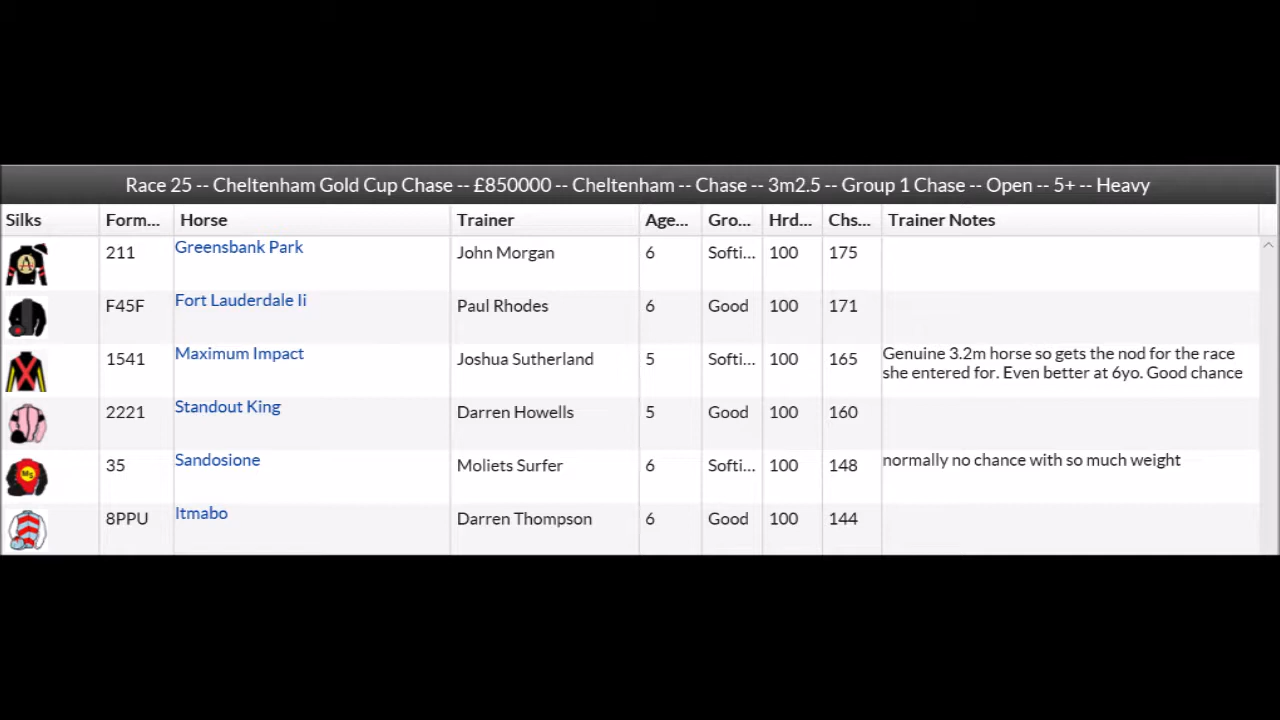 Race 25 -- Cheltenham Gold Cup Chase -- £850000 -- Cheltenham -- Chase -- 3m2.5 -- Group 1 Chase -- Open -- 5+ -- Heavy
Silks Form... Horse Trainer Age... Gro... Hrd... Chs... Trainer Notes
A 211 Greensbank Park John Morgan 6 Softi... 100 175
F45F Fort Lauderdale Ii Paul Rhodes 6 Good 100 171
1541 Maximum Impact Joshua Sutherland 5 Softi... 100 165 Genuine 3.2m horse so gets the nod for the race
she entered for. Even better at 6yo. Good chance
2221 Standout King Darren Howells 5 Good 100 160
MS 35 Sandosione Moliets Surfer 6 Softi... 100 148 normally no chance with so much weight
8PPU Itmabo Darren Thompson 6 Good 100 144